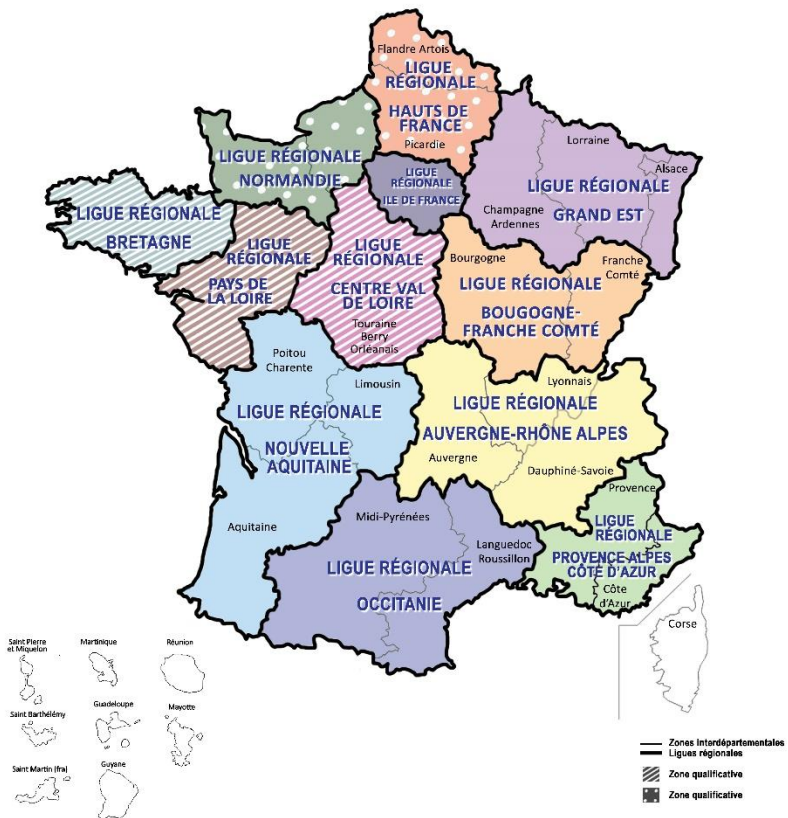 Flandre Artois
LIGUE
RÉGIONALE
HAUTS DE
FRANCE
Picardie
LIGUE RÉGIONALE
NORMANDIE
LIGUE
RÉGIONALE
ILE DE FRANCE
Lorraine
Alsace
LIGUE RÉGIONALE
GRAND EST
Champagne
Ardennes
LIGUE RÉGIONALE
BRETAGNE
LIGUE
RÉGIONALE
PAYS DE
LA LOIRE
LIGUE
RÉGIONALE
CENTRE VAL
DE LOIRE
Touraine
Berry
Orléanais
Bourgogne
Franche
Comté
LIGUE RÉGIONALE
BOUGOGNE-
FRANCHE COMTÉ
Poitou
Charente
Limousin
LIGUE RÉGIONALE
NOUVELLE
AQUITAINE
Aquitaine
Lyonnais
LIGUE RÉGIONALE
AUVERGNE-RHÔNE ALPES
Auvergne
Dauphiné-Savoie
Midi-Pyrénées
Languedoc
Roussillon
LIGUE RÉGIONALE
OCCITANIE
Provence
LIGUE
RÉGIONALE
PROVENCE ALPES
CÔTE D'AZUR
Côte
d'Azur
Corse
Saint Pierre
et Miquelon
Martinique
Réunion
Saint Barthélémy
Guadeloupe
Mayotte
Saint Martin (fra)
Guyane
Zones interdépartementales
Ligues régionales
Zone qualificative
Zone qualificative